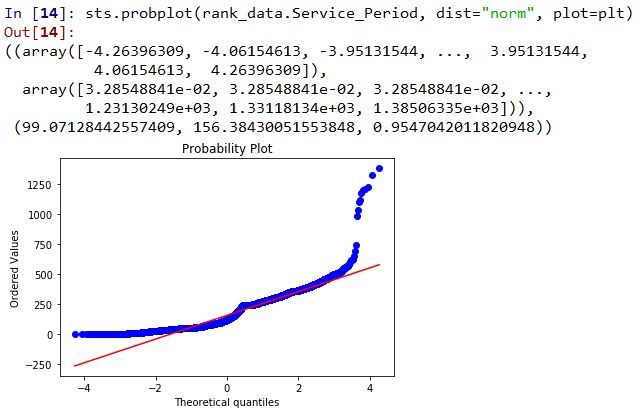 In [14]: sts.probplot(rank_data.Service_Period, dist="norm", plot=plt)
Out[14]:
((array([-4.26396309, -4.06154613, -3.95131544, ...,  3.95131544,
         4.06154613,  4.26396309]),
  array([3.28548841e-02, 3.28548841e-02, 3.28548841e-02, ...,
        1.23130249e+03, 1.33118134e+03, 1.38506335e+03])),
 (99.07128442557409, 156.38430051553848, 0.9547042011820948))
Probability Plot
Ordered Values
1250
1000
750
500
250
0
−250
−4 −2 0 2 4
Theoretical quantiles